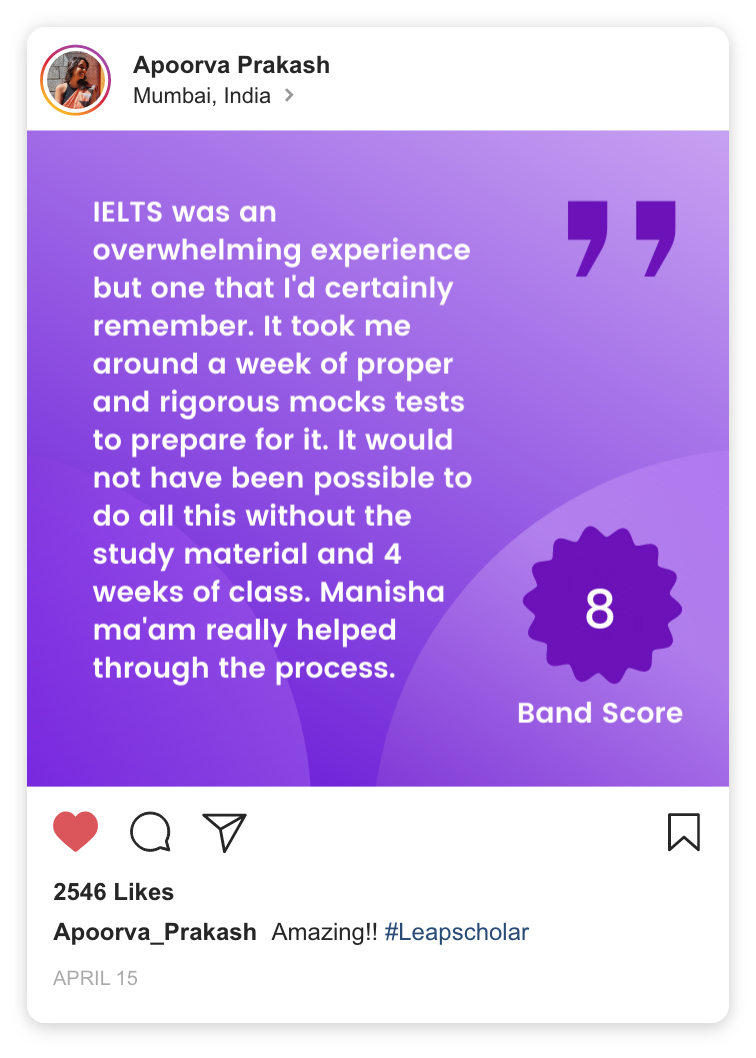 Apoorva Prakash
Mumbai, India
IELTS was an
overwhelming experience
but one that I'd certainly
remember. It took me
around a week of proper
and rigorous mocks tests
to prepare for it. It would
not have been possible to
do all this without the
study material and 4
weeks of class. Manisha
ma'am really helped
through the process.
8
Band Score
2546 Likes
Apoorva_Prakash Amazing!! #Leapscholar
APRIL 15